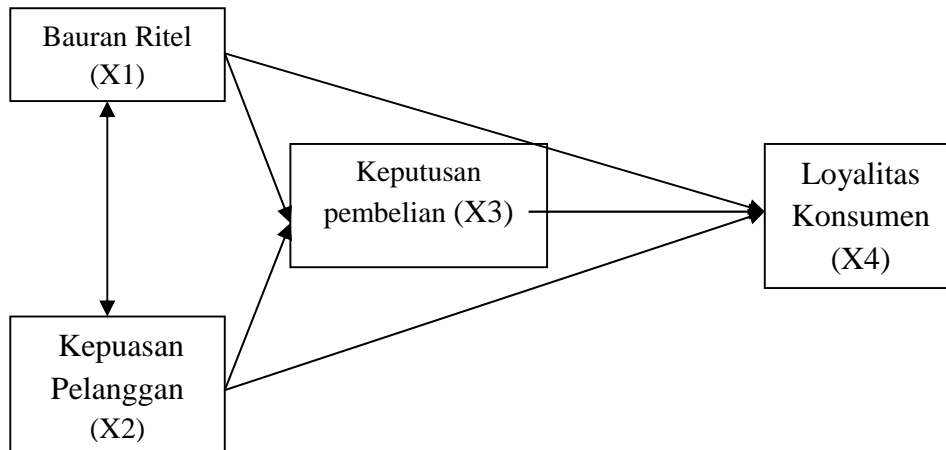 Bauran Ritel
(X1)
Keputusan
pembelian (X3)
Loyalitas
Konsumen
(X4)
Kepuasan
Pelanggan
(X2)